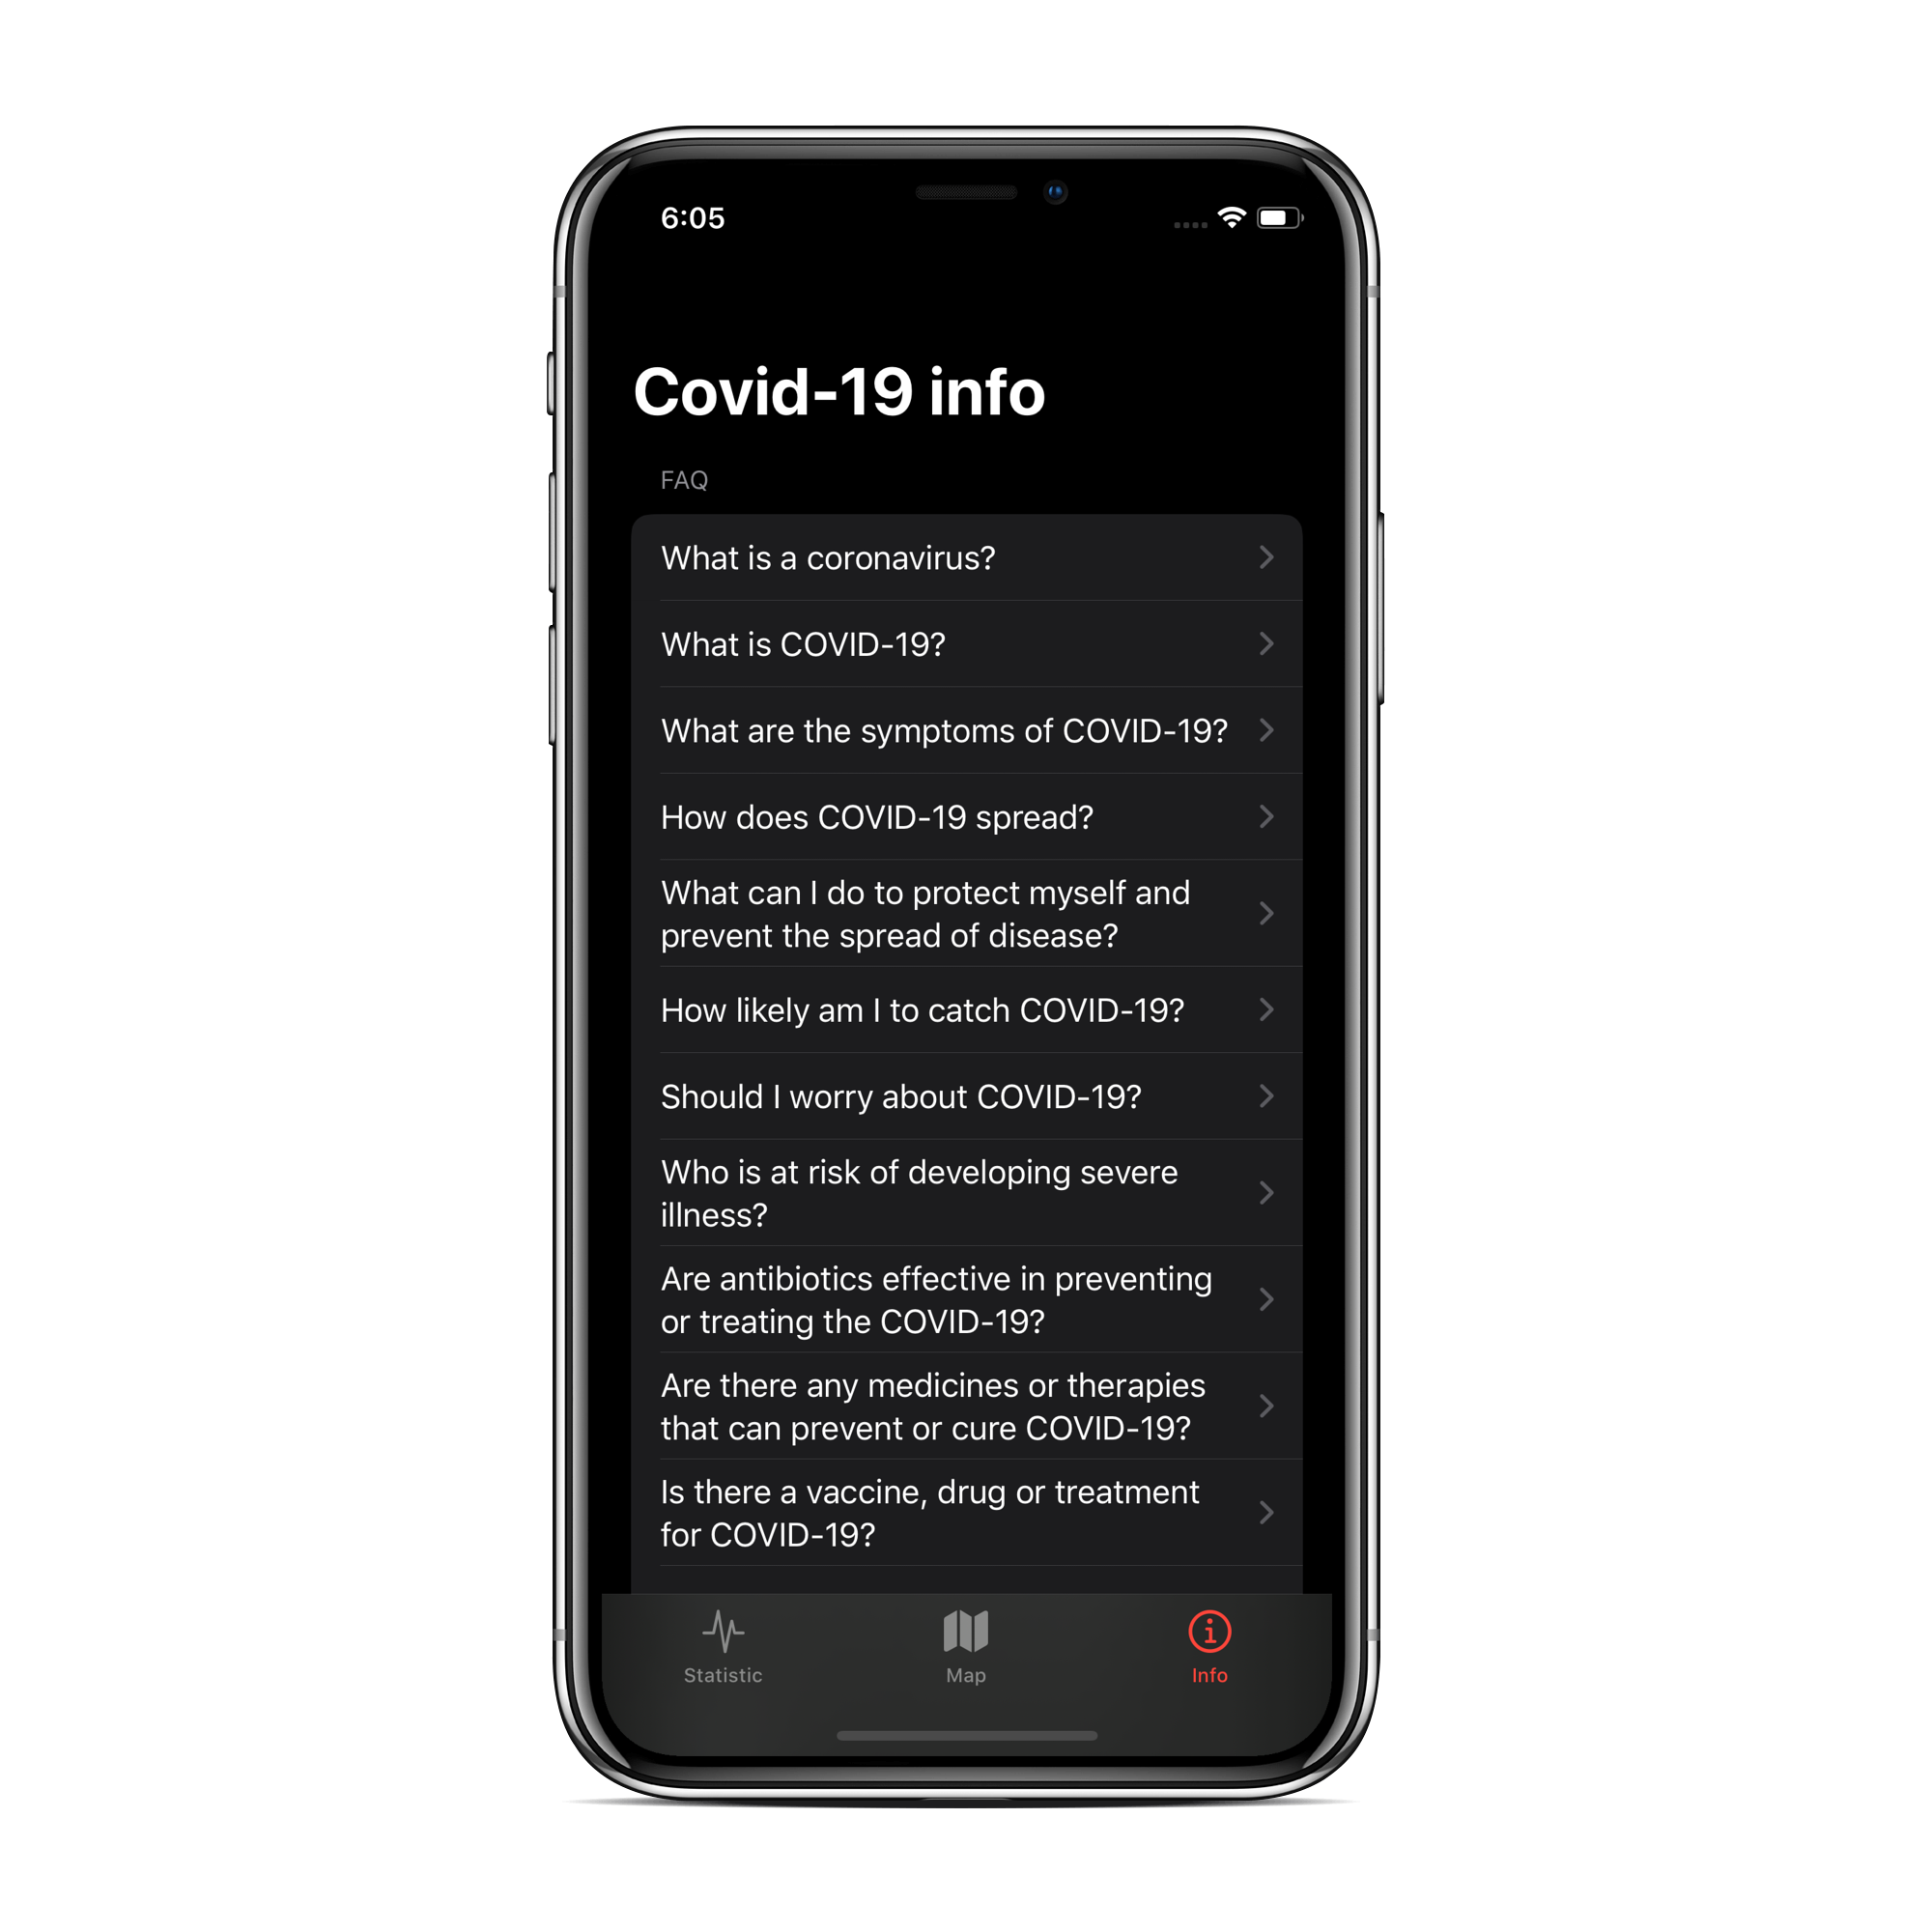 6:05
Covid-19 info
FAQ
What is a coronavirus?
What is COVID-19?
What are the symptoms of COVID-19?
How does COVID-19 spread?
What can I do to protect myself and
prevent the spread of disease?
How likely am I to catch COVID-19?
Should I worry about COVID-19?
Who is at risk of developing severe
illness?
Are antibiotics effective in preventing
or treating the COVID-19?
Are there any medicines or therapies
that can prevent or cure COVID-19?
Is there a vaccine, drug or treatment
for COVID-19?
Statistic
Map
Info